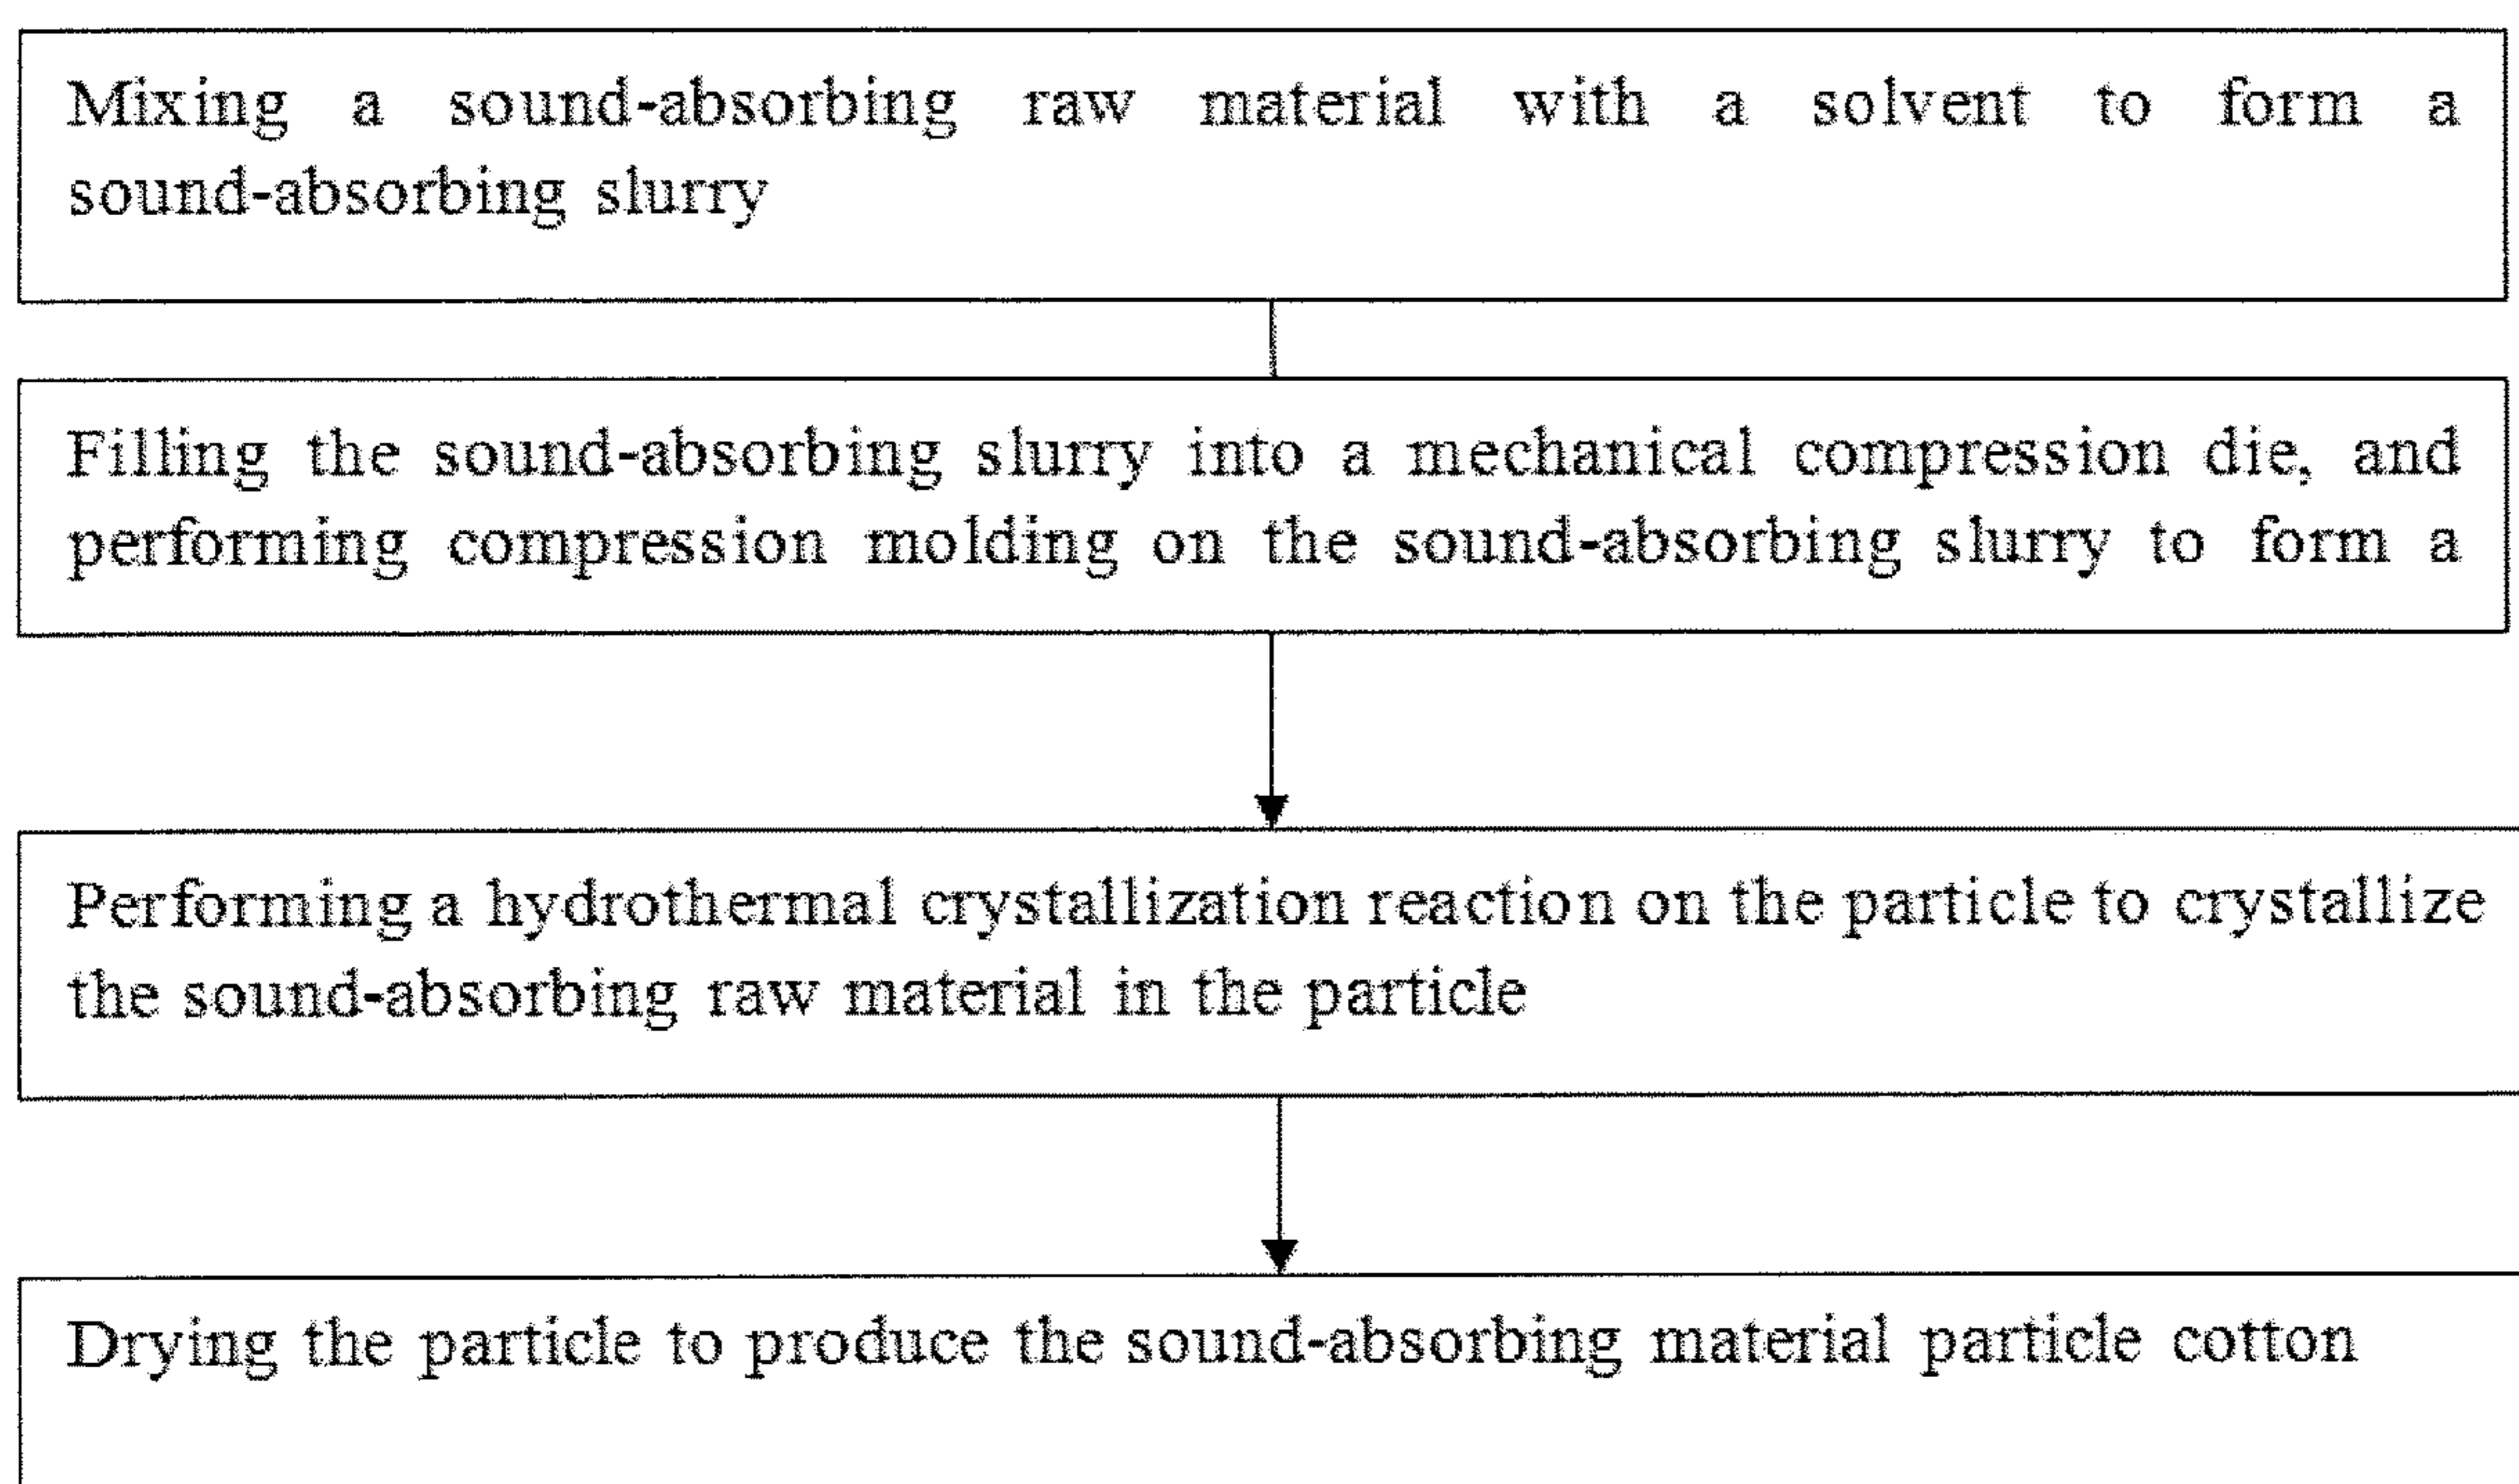 Mixing a sound-absorbing raw material with a solvent to form a
sound-absorbing slurry
Filling the sound-absorbing slurry into a mechanical compression die, and
performing compression molding on the sound-absorbing slurry to form a
Performing a hydrothermal crystallization reaction on the particle to crystallize
the sound-absorbing raw material in the particle
Drying the particle to produce the sound-absorbing material particle cotton